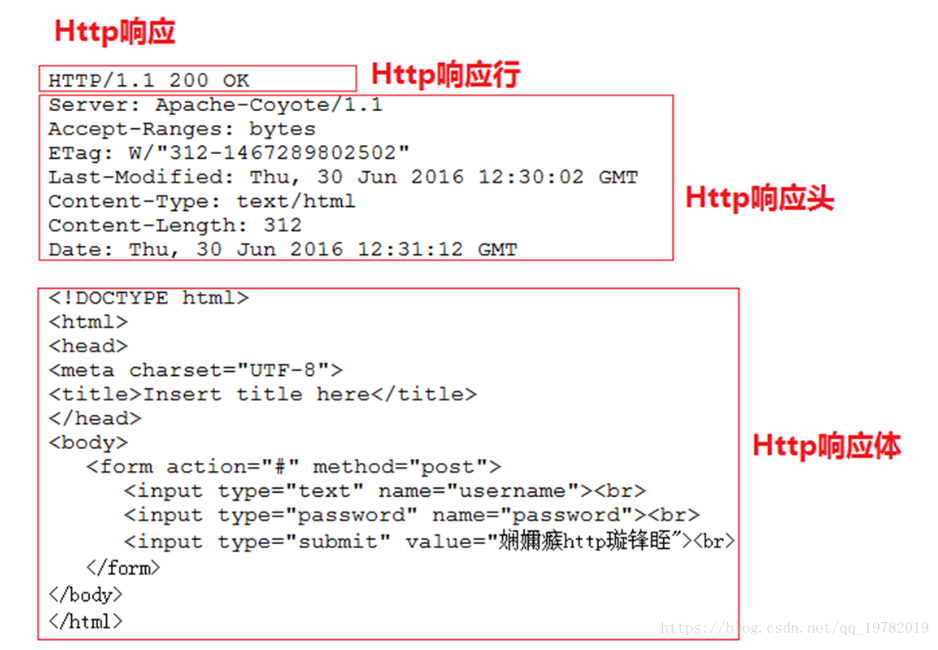 Http响应
HTTP/1.1 200 OK
Http响应行
Server: Apache-Coyote/1.1
Accept-Ranges: bytes
ETag: W/"312-1467289802502"
Last-Modified: Thu, 30 Jun 2016 12:30:02 GMT
Content-Type: text/html
Content-Length: 312
Date: Thu, 30 Jun 2016 12:31:12 GMT
Http响应头
<!DOCTYPE html>
<html>
<head>
<meta charset="UTF-8">
<title>Insert title here</title>
</head>
<body>
<form action="#" method="post">
<input type="text" name="username"><br>
<input type="password" name="password"><br>
<input type="submit" value="娴嬭瘯http璇锋眰"><br>
</form>
</body>
</html>
Http响应体
https://blog.csdn.net/qq_19782019